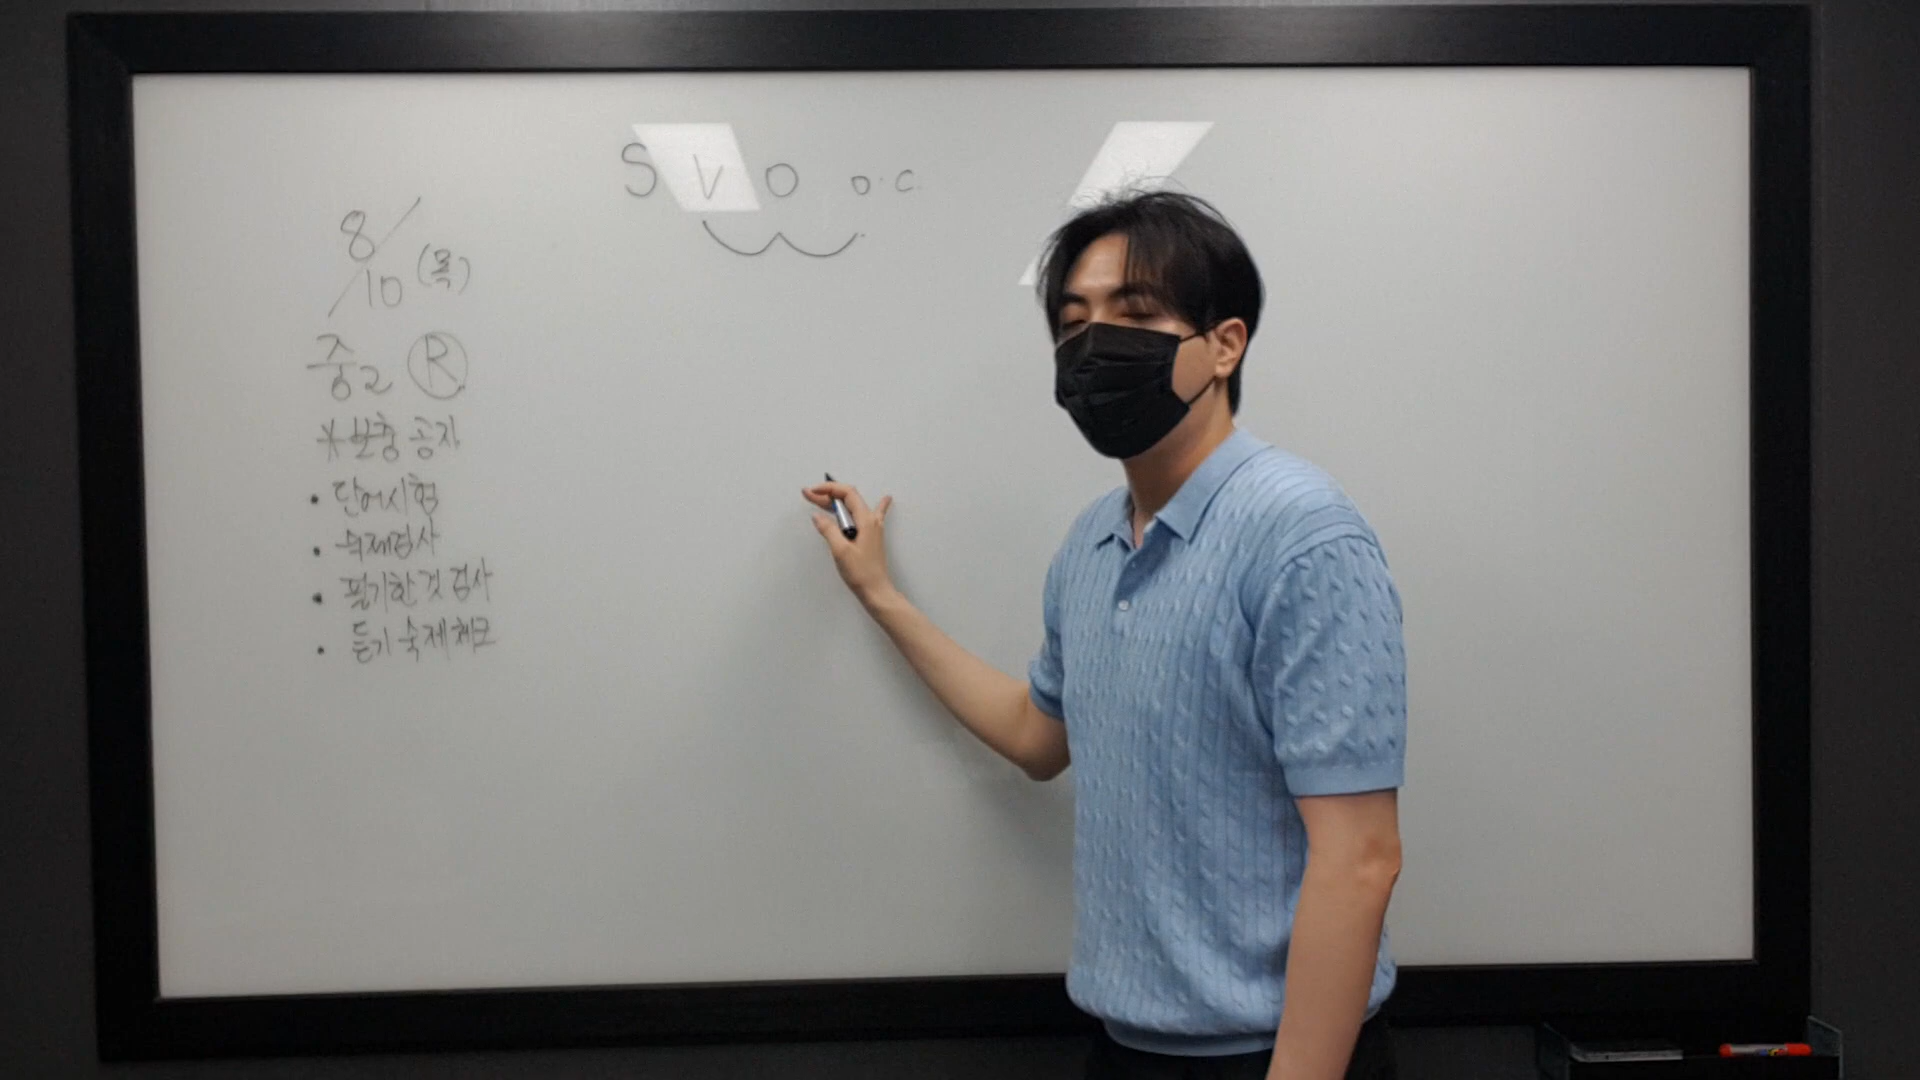 8/10 (목)
중2 Ⓡ
* 보충 공지
• 단어시험
• 숙제검사
• 필기한것 검사
• 듣기 숙제 체크
S V O O.C.